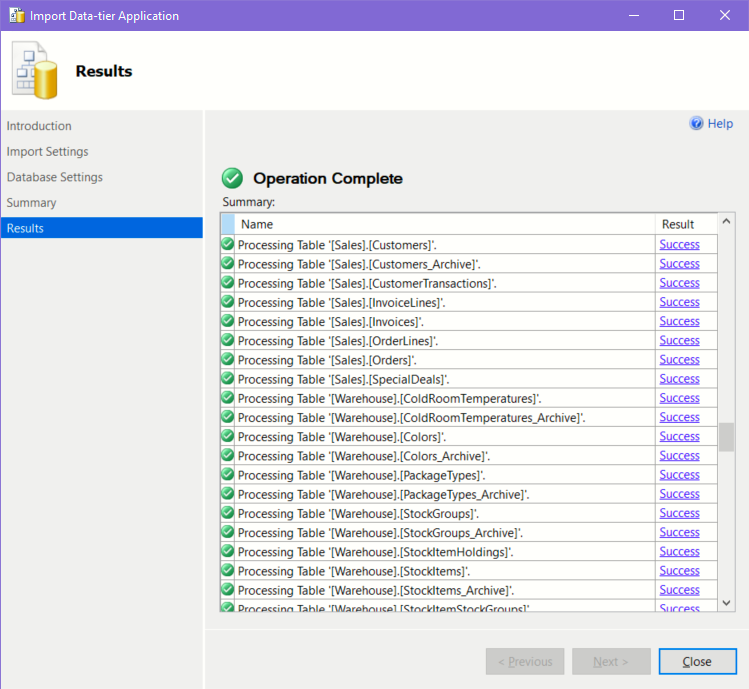 Import Data-tier Application
Results
Introduction
Import Settings
Database Settings
Summary
Results
Help
Operation Complete
Summary:
Name Result
Processing Table '[Sales].[Customers]'. Success
Processing Table '[Sales].[Customers_Archive]'. Success
Processing Table '[Sales].[CustomerTransactions]'. Success
Processing Table '[Sales].[InvoiceLines]'. Success
Processing Table '[Sales].[Invoices]'. Success
Processing Table '[Sales].[OrderLines]'. Success
Processing Table '[Sales].[Orders]'. Success
Processing Table '[Sales].[SpecialDeals]'. Success
Processing Table '[Warehouse].[ColdRoomTemperatures]'. Success
Processing Table '[Warehouse].[ColdRoomTemperatures_Archive]'. Success
Processing Table '[Warehouse].[Colors]'. Success
Processing Table '[Warehouse].[Colors_Archive]'. Success
Processing Table '[Warehouse].[PackageTypes]'. Success
Processing Table '[Warehouse].[PackageTypes_Archive]'. Success
Processing Table '[Warehouse].[StockGroups]'. Success
Processing Table '[Warehouse].[StockGroups_Archive]'. Success
Processing Table '[Warehouse].[StockItemHoldings]'. Success
Processing Table '[Warehouse].[StockItems]'. Success
Processing Table '[Warehouse].[StockItems_Archive]'. Success
Processing Table '[Warehouse].[StockItemStockGroups]'. Success
< Previous
Next >
Close